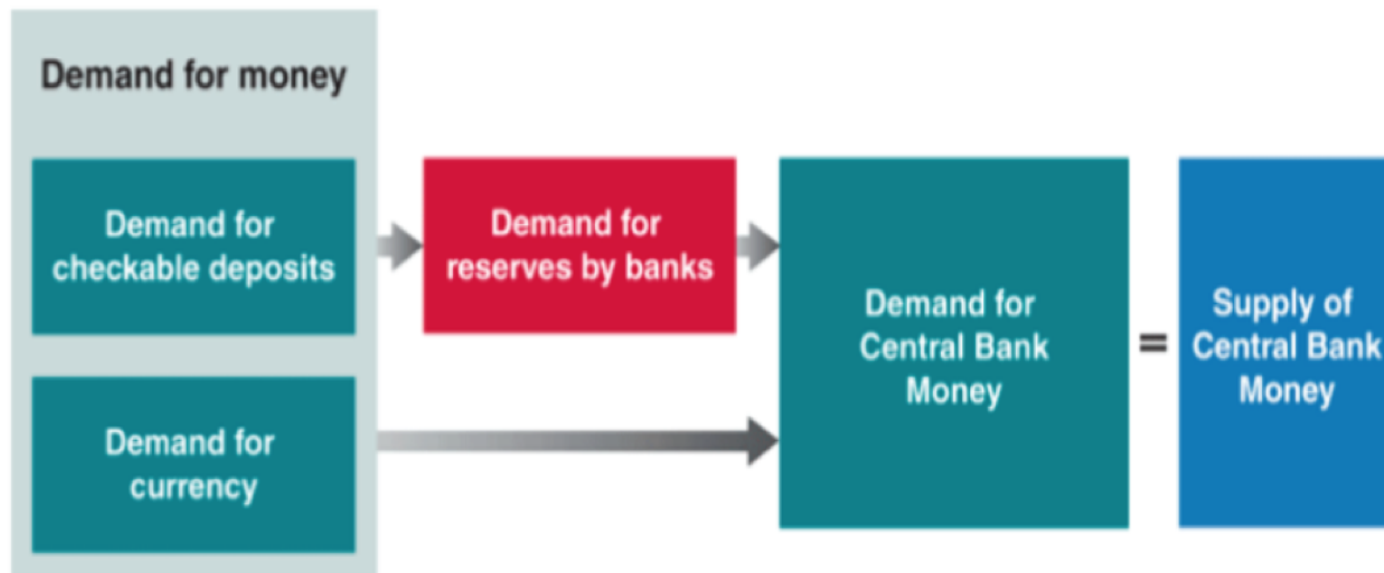 Demand for money
Demand for
checkable deposits
Demand for
reserves by banks
Demand for
currency
Demand for
Central Bank
Money
=
Supply of
Central Bank
Money